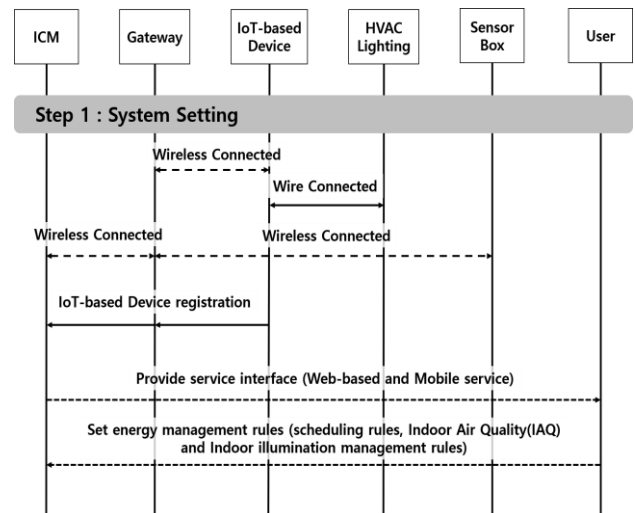 ICM
Gateway
IoT-based
Device
HVAC
Lighting
Sensor
Box
User
Step 1 : System Setting
Wireless Connected
Wire Connected
Wireless Connected
Wireless Connected
IoT-based Device registration
Provide service interface (Web-based and Mobile service)
Set energy management rules (scheduling rules, Indoor Air Quality(IAQ)
and Indoor illumination management rules)